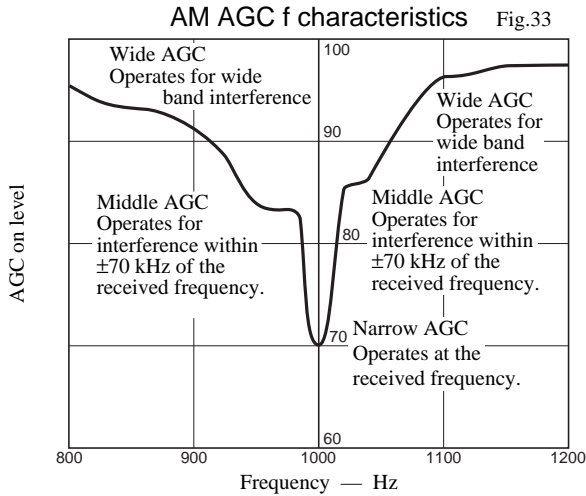 AM AGC f characteristics Fig.33
100
Wide AGC
Operates for wide
band interference
Wide AGC
Operates for
wide band
interference
90
AGC on level
Middle AGC
Operates for
interference within
±70 kHz of the
received frequency.
Middle AGC
Operates for
interference within
±70 kHz of the
received frequency.
80
70
Narrow AGC
Operates at the
received frequency.
60
800 900 1000 1100 1200
Frequency — Hz